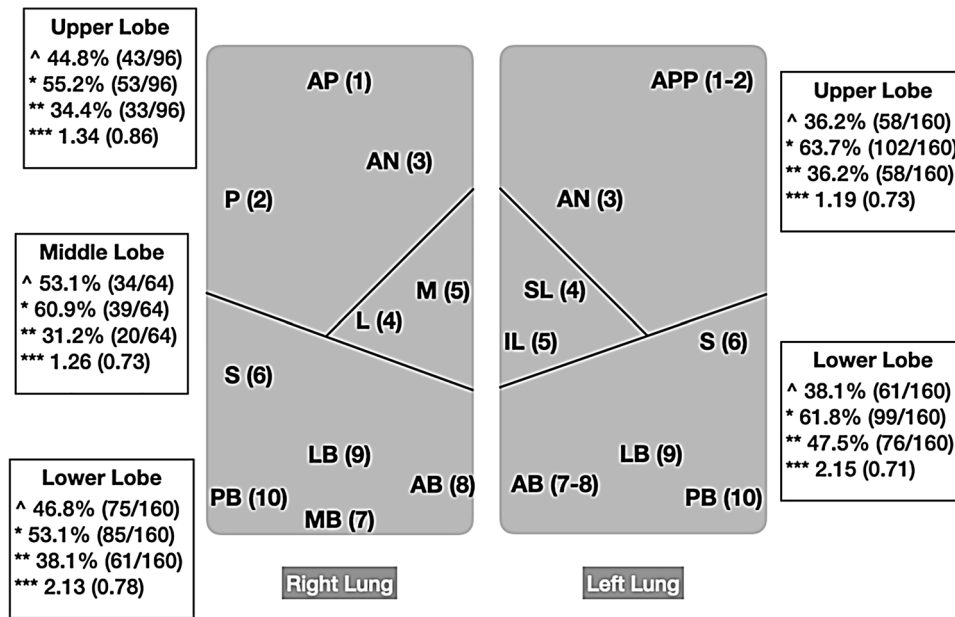 Upper Lobe
^ 44.8% (43/96)
* 55.2% (53/96)
** 34.4% (33/96)
*** 1.34 (0.86)
Middle Lobe
^ 53.1% (34/64)
* 60.9% (39/64)
** 31.2% (20/64)
*** 1.26 (0.73)
Lower Lobe
^ 46.8% (75/160)
* 53.1% (85/160)
** 38.1% (61/160)
*** 2.13 (0.78)
AP (1)
AN (3)
P (2)
M (5)
L (4)
S (6)
LB (9)
AB (8)
PB (10)
MB (7)
Right Lung
APP (1-2)
AN (3)
SL (4)
IL (5)
S (6)
LB (9)
AB (7-8)
PB (10)
Left Lung
Upper Lobe
^ 36.2% (58/160)
* 63.7% (102/160)
** 36.2% (58/160)
*** 1.19 (0.73)
Lower Lobe
^ 38.1% (61/160)
* 61.8% (99/160)
** 47.5% (76/160)
*** 2.15 (0.71)